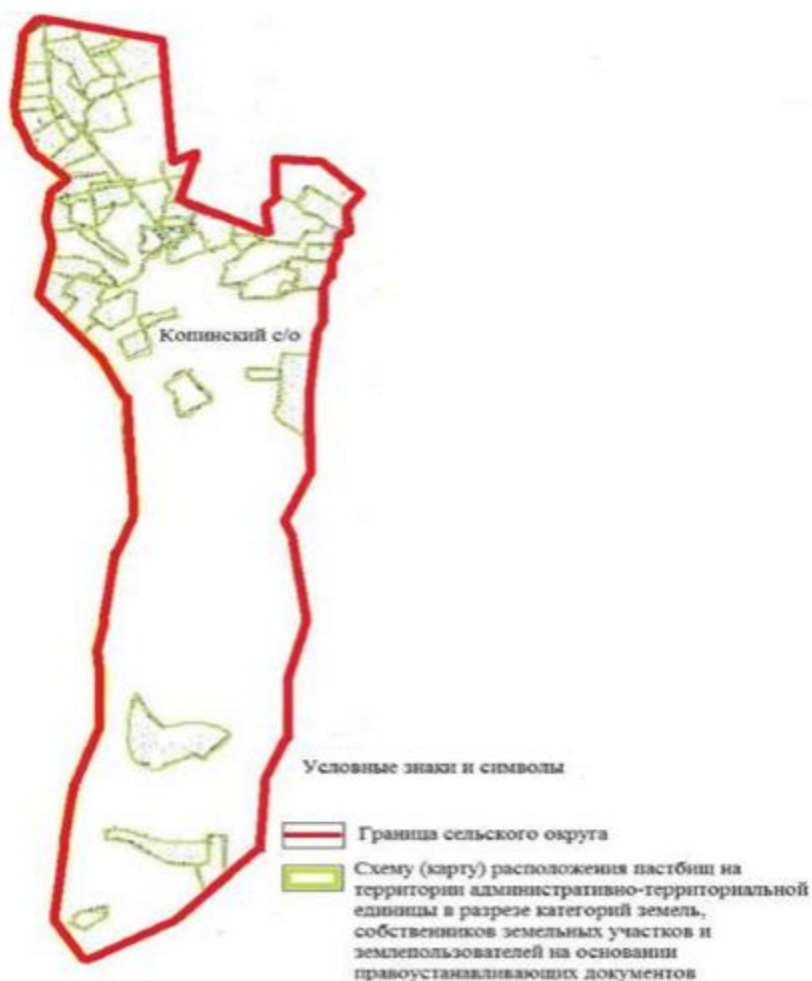 Копинский с/о
Условные знаки и символы
Граница сельского округа
Схему (карту) расположения пастбищ на
территории административно-территориальной
единицы в разрезе категорий земель,
собственников земельных участков и
землепользователей на основании
правоустанавливающих документов